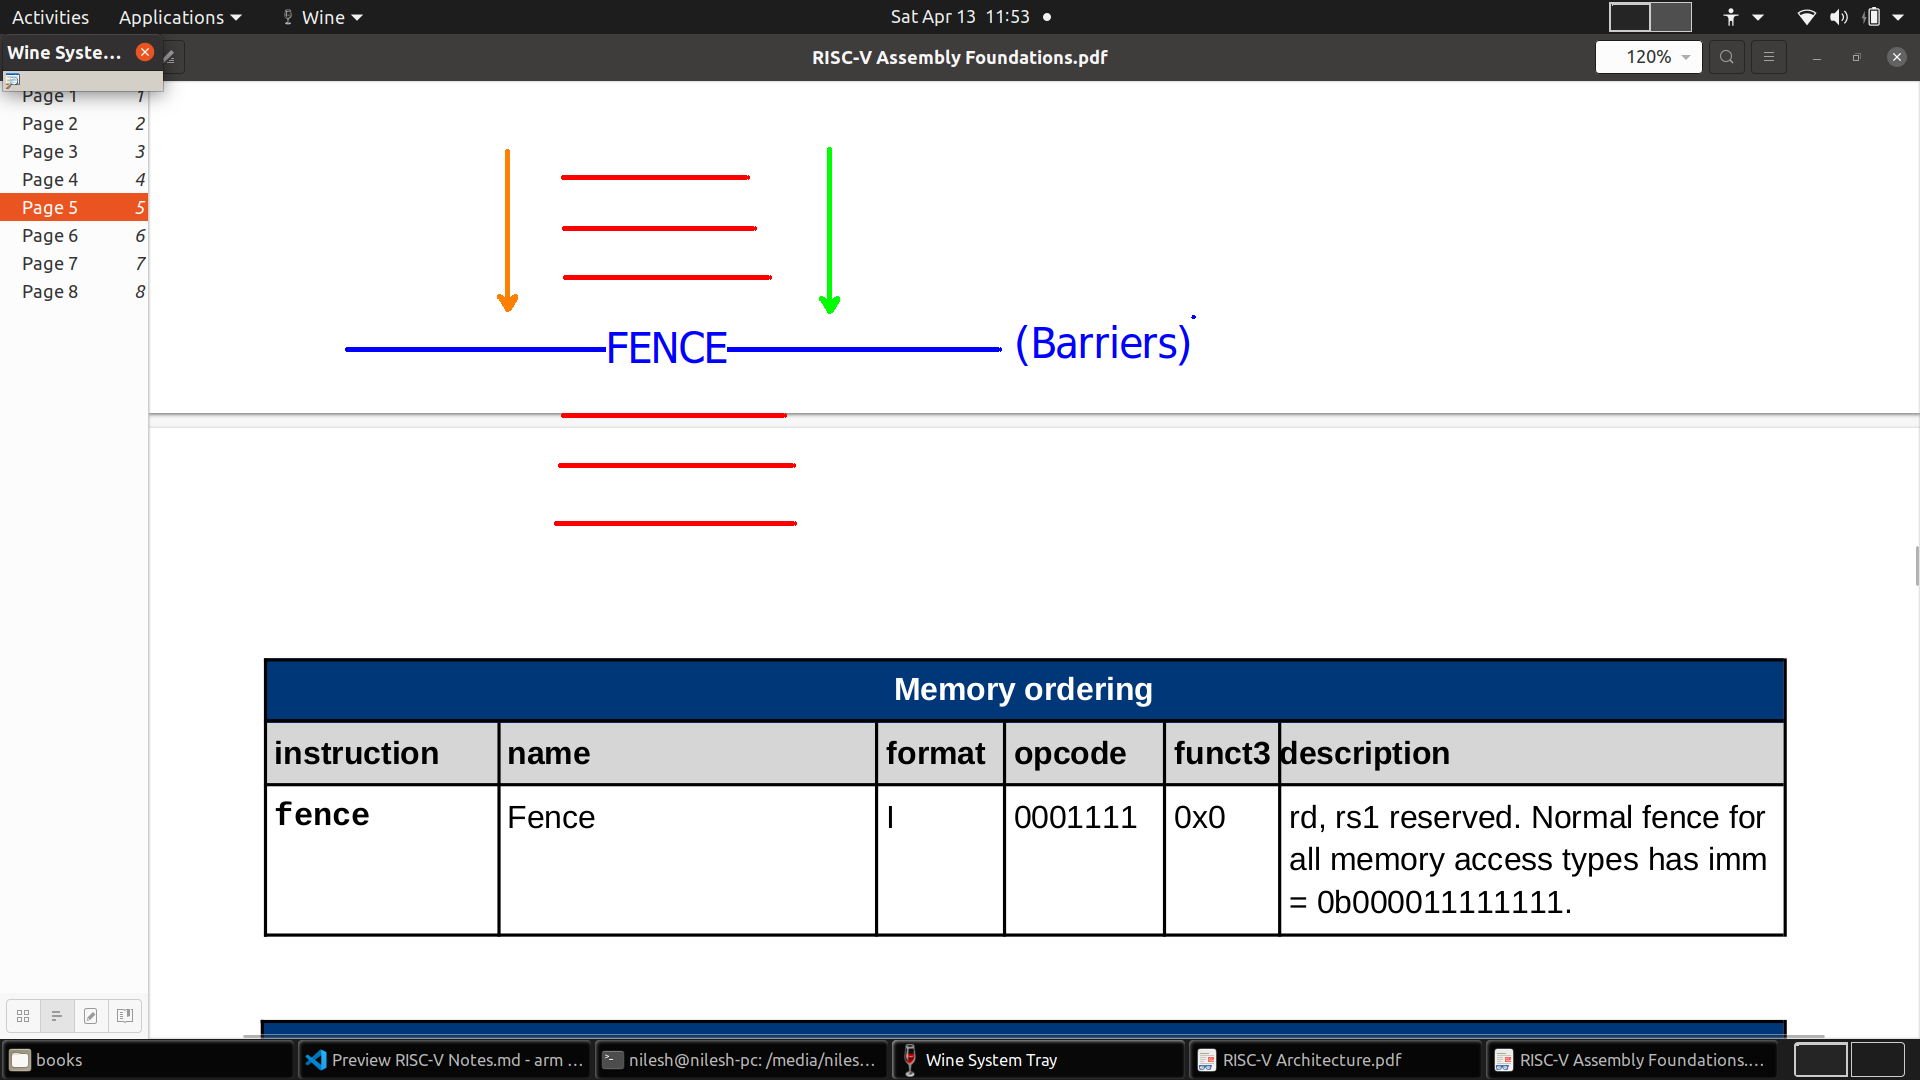 Activities Applications Wine Sat Apr 13 11:53
Wine Syste...
RISC-V Assembly Foundations.pdf 120%
Page 1 1
Page 2 2
Page 3 3
Page 4 4
Page 5 5
Page 6 6
Page 7 7
Page 8 8
FENCE (Barriers)
Memory ordering
instruction name format opcode funct3 description
fence Fence I 0001111 0x0 rd, rs1 reserved. Normal fence for
all memory access types has imm
= 0b000011111111.
books Preview RISC-V Notes.md - arm ... nilesh@nilesh-pc: /media/niles... Wine System Tray RISC-V Architecture.pdf RISC-V Assembly Foundations....